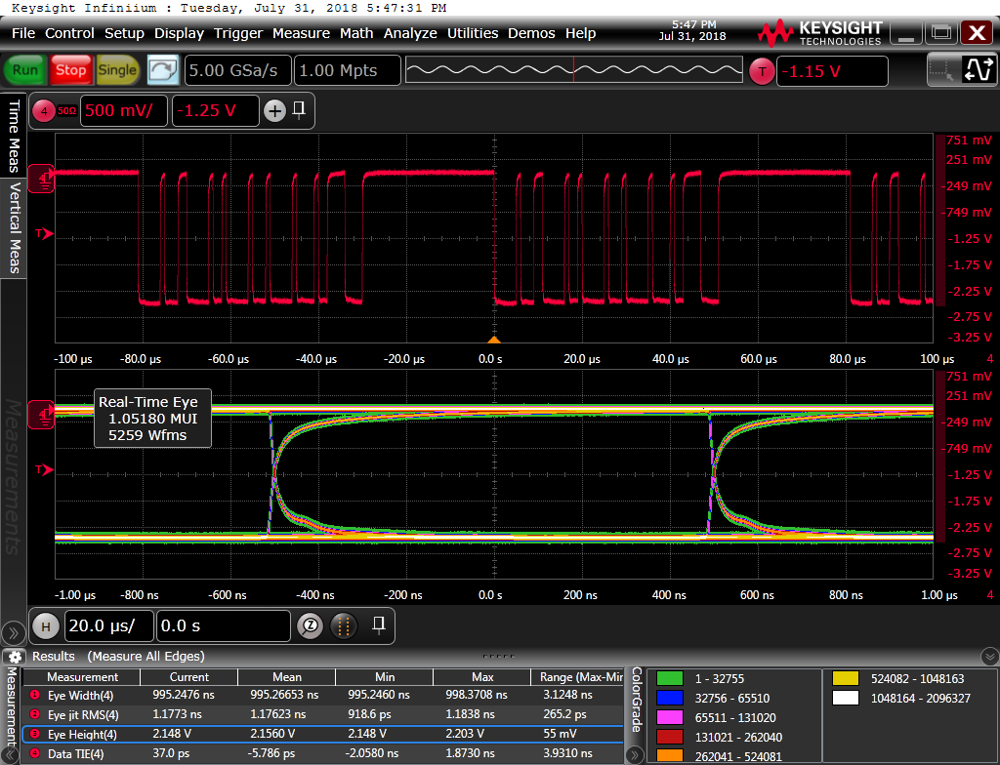 Keysight Infiniium : Tuesday, July 31, 2018 5:47:31 PM
File Control Setup Display Trigger Measure Math Analyze Utilities Demos Help
5:47 PM
Jul 31, 2018
KEYSIGHT
TECHNOLOGIES
X
Run Stop Single 5.00 GSa/s 1.00 Mpts T -1.15 V
4 50Ω 500 mV/ -1.25 V +
Time Meas
Vertical Meas
Measurements
751 mV
251 mV
-249 mV
-749 mV
T
-1.25 V
-1.75 V
-2.25 V
-2.75 V
-3.25 V
-100 µs -80.0 µs -60.0 µs -40.0 µs -20.0 µs 0.0 s 20.0 µs 40.0 µs 60.0 µs 80.0 µs 100 µs 4
751 mV
251 mV
-249 mV
-749 mV
T
-1.25 V
-1.75 V
-2.25 V
-2.75 V
-3.25 V
Real-Time Eye
1.05180 MUI
5259 Wfms
-1.00 µs -800 ns -600 ns -400 ns -200 ns 0.0 s 200 ns 400 ns 600 ns 800 ns 1.00 µs 4
H 20.0 µs/ 0.0 s Z
Results (Measure All Edges)
Measurement
Measurement Current Mean Min Max Range (Max-Min
1 Eye Width(4) 995.2476 ns 995.26653 ns 995.2460 ns 998.3708 ns 3.1248 ns
2 Eye jit RMS(4) 1.1773 ns 1.17623 ns 918.6 ps 1.1838 ns 265.2 ps
3 Eye Height(4) 2.148 V 2.1560 V 2.148 V 2.203 V 55 mV
4 Data TIE(4) 37.0 ps -5.786 ps -2.0580 ns 1.8730 ns 3.9310 ns
ColorGrade
1 - 32755
32756 - 65510
65511 - 131020
131021 - 262040
262041 - 524081
524082 - 1048163
1048164 - 2096327